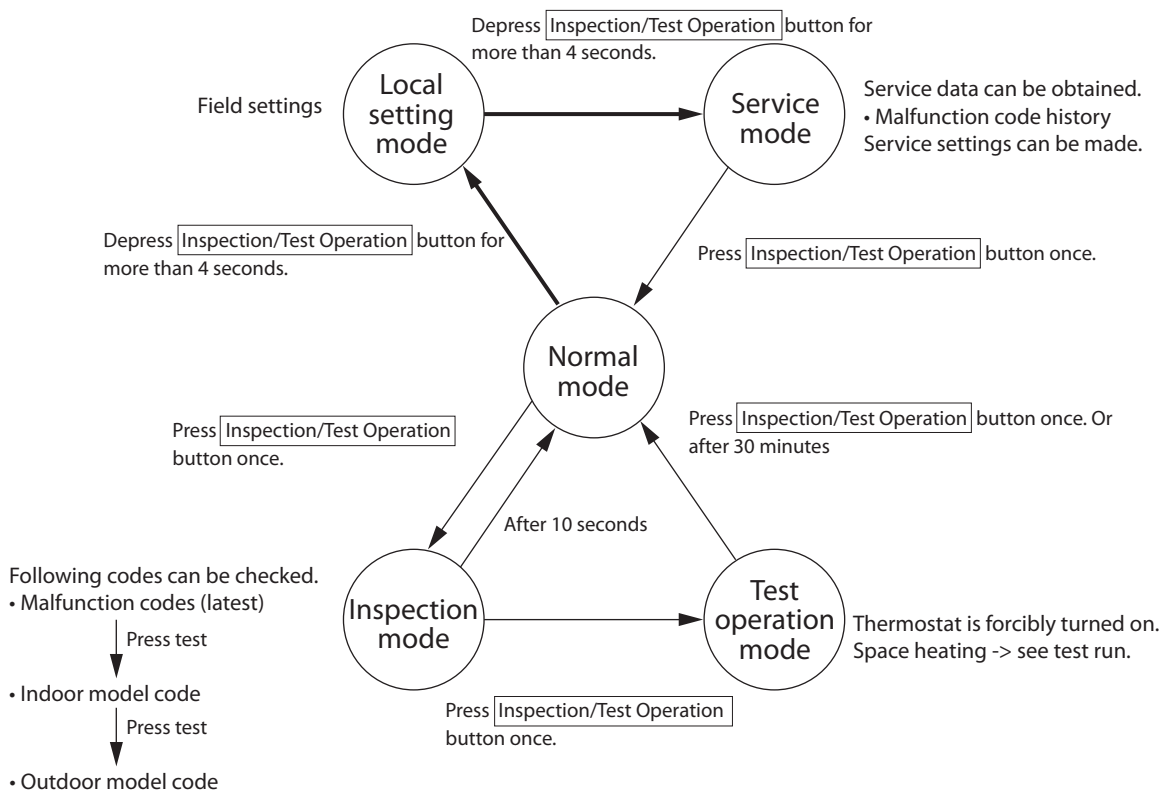 Depress Inspection/Test Operation button for
more than 4 seconds.
Field settings
Local
setting
mode
Service
mode
Service data can be obtained.
• Malfunction code history
Service settings can be made.
Depress Inspection/Test Operation button for
more than 4 seconds.
Press Inspection/Test Operation button once.
Normal
mode
Press Inspection/Test Operation
button once.
Press Inspection/Test Operation button once. Or
after 30 minutes
After 10 seconds
Following codes can be checked.
• Malfunction codes (latest)
Press test
• Indoor model code
Press test
• Outdoor model code
Inspection
mode
Test
operation
mode
Thermostat is forcibly turned on.
Space heating -> see test run.
Press Inspection/Test Operation
button once.